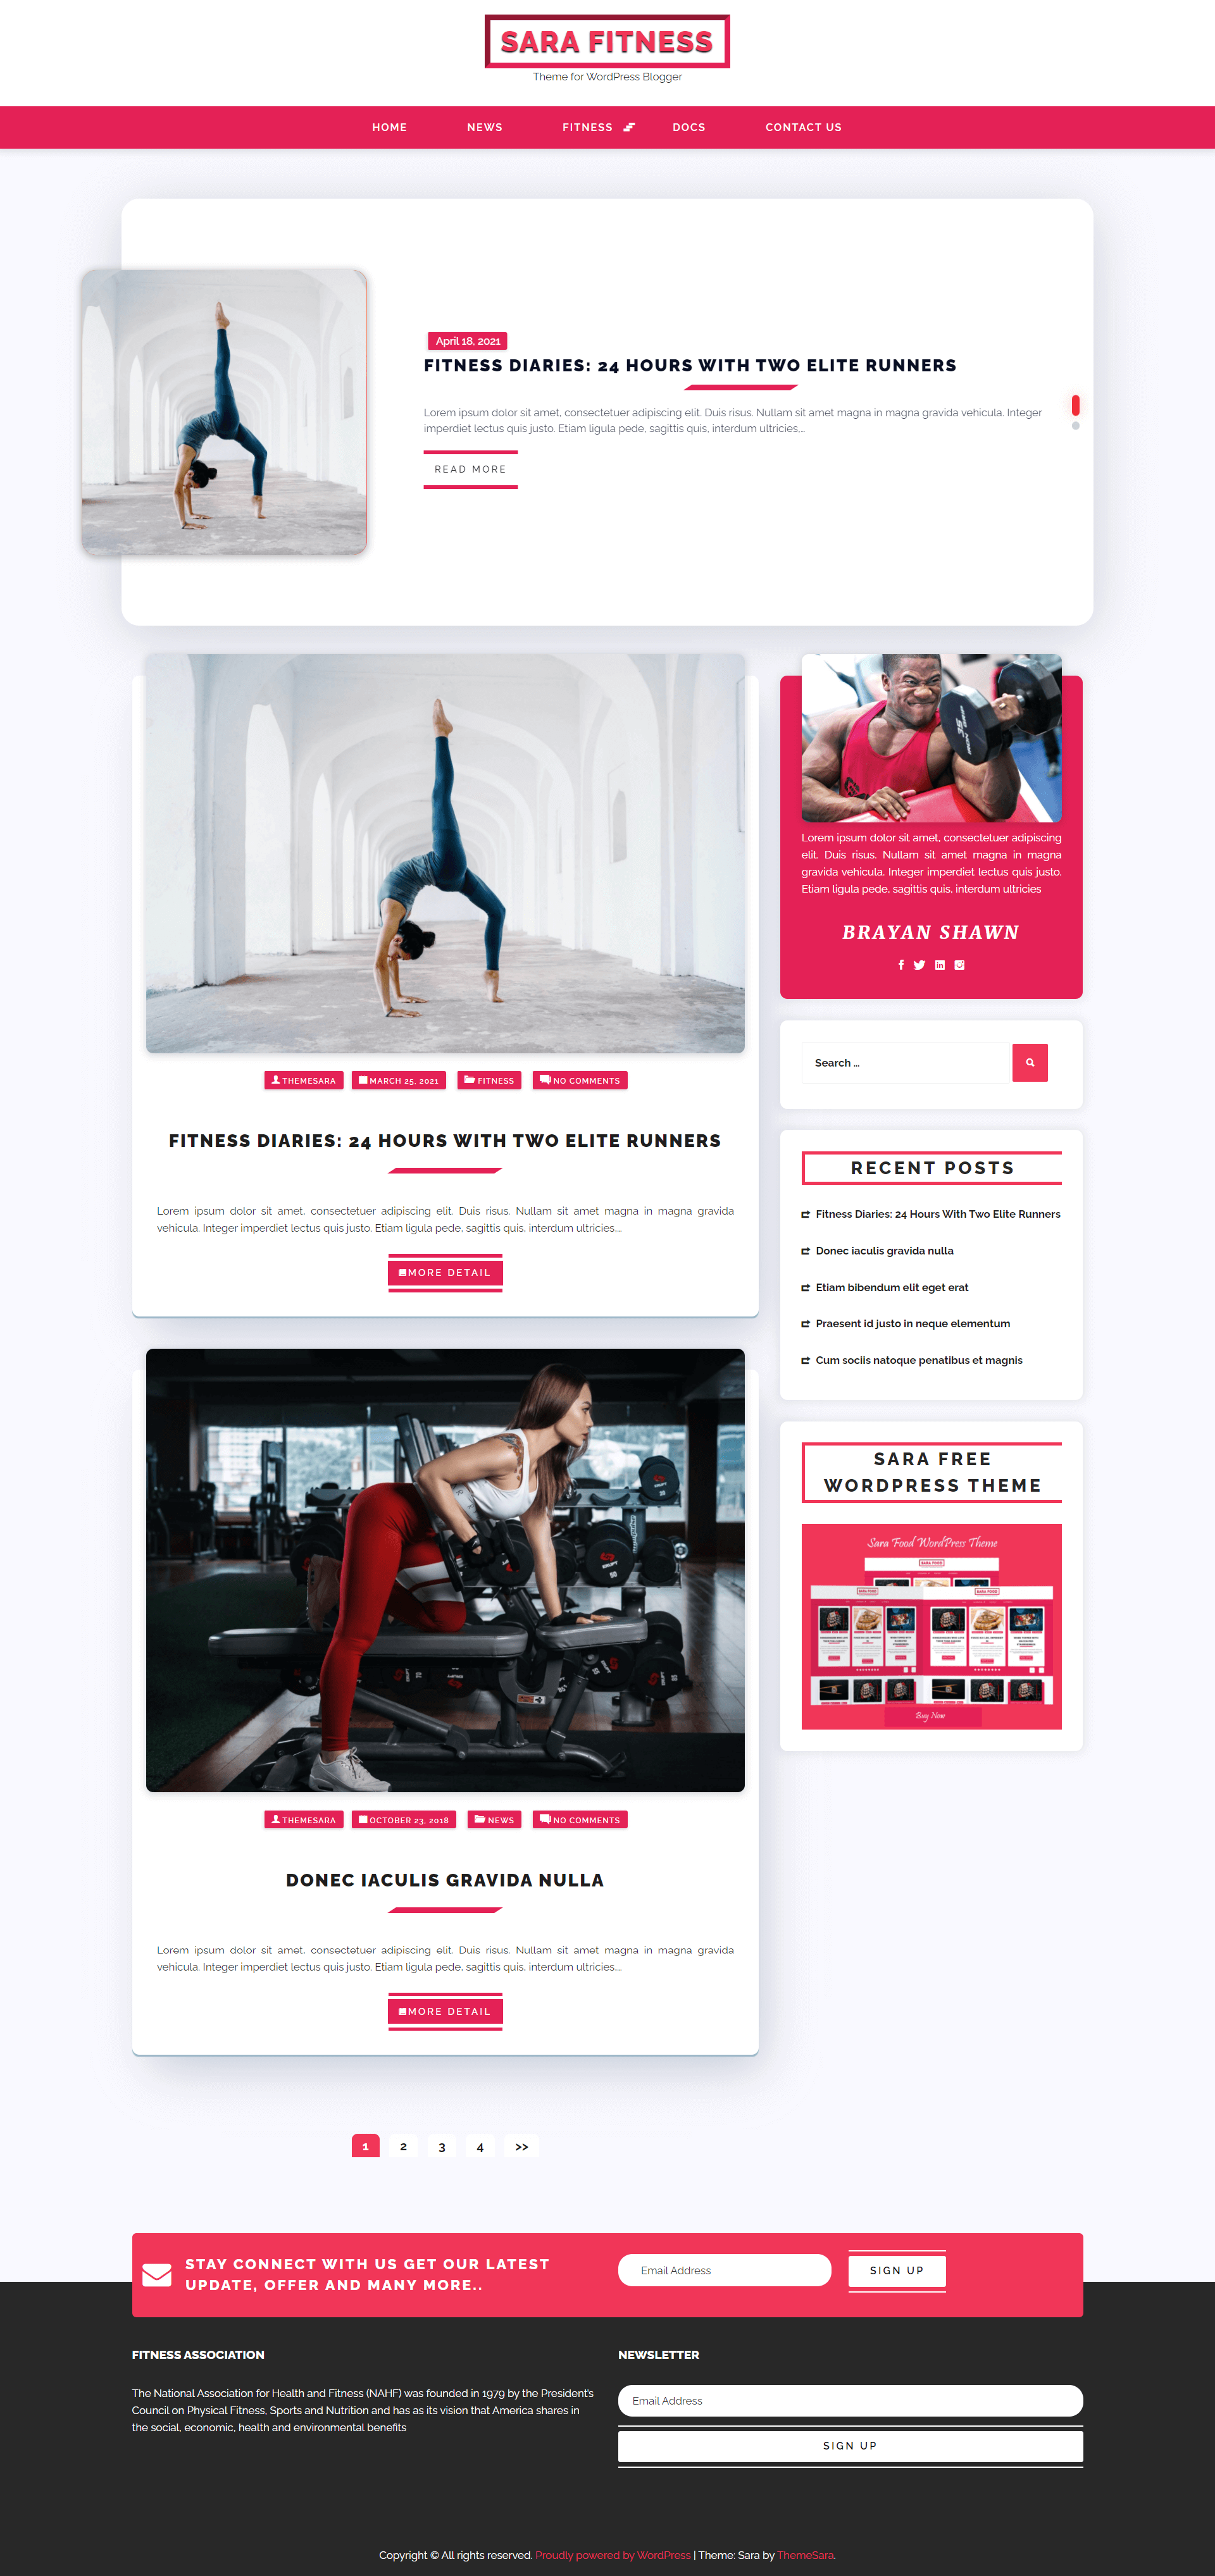 SARA FITNESS
Theme for WordPress Blogger
HOME NEWS FITNESS DOCS CONTACT US
April 18, 2021
FITNESS DIARIES: 24 HOURS WITH TWO ELITE RUNNERS
Lorem ipsum dolor sit amet, consectetuer adipiscing elit. Duis risus. Nullam sit amet magna in magna gravida vehicula. Integer
imperdiet lectus quis justo. Etiam ligula pede, sagittis quis, interdum ultricies,…
READ MORE
THEMESARA MARCH 25, 2021 FITNESS NO COMMENTS
FITNESS DIARIES: 24 HOURS WITH TWO ELITE RUNNERS
Lorem ipsum dolor sit amet, consectetuer adipiscing elit. Duis risus. Nullam sit amet magna in magna gravida
vehicula. Integer imperdiet lectus quis justo. Etiam ligula pede, sagittis quis, interdum ultricies.…
MORE DETAIL
THEMESARA OCTOBER 23, 2018 NEWS NO COMMENTS
DONEC IACULIS GRAVIDA NULLA
Lorem ipsum dolor sit amet, consectetuer adipiscing elit. Duis risus. Nullam sit amet magna in magna gravida
vehicula. Integer imperdiet lectus quis justo. Etiam ligula pede, sagittis quis, interdum ultricies.…
MORE DETAIL
1 2 3 4 >>
Lorem ipsum dolor sit amet, consectetuer adipiscing
elit. Duis risus. Nullam sit amet magna in magna
gravida vehicula. Integer imperdiet lectus quis justo.
Etiam ligula pede, sagittis quis, interdum ultricies
BRAYAN SHAWN
Search …
RECENT POSTS
Fitness Diaries: 24 Hours With Two Elite Runners
Donec iaculis gravida nulla
Etiam bibendum elit eget erat
Praesent id justo in neque elementum
Cum sociis natoque penatibus et magnis
SARA FREE
WORDPRESS THEME
Sara Food WordPress Theme
SARA FOOD
SARA FOOD
SARA FOOD
Buy Now
STAY CONNECT WITH US GET OUR LATEST
UPDATE, OFFER AND MANY MORE..
Email Address
SIGN UP
FITNESS ASSOCIATION
The National Association for Health and Fitness (NAHF) was founded in 1979 by the President's
Council on Physical Fitness, Sports and Nutrition and has as its vision that America shares in
the social, economic, health and environmental benefits
NEWSLETTER
Email Address
SIGN UP
Copyright © All rights reserved. Proudly powered by WordPress | Theme: Sara by ThemeSara.